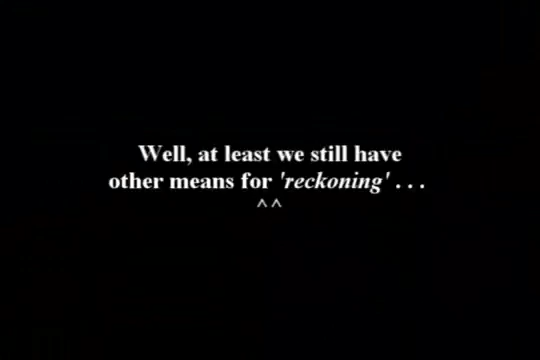 Well, at least we still have
other means for 'reckoning' . . .
^^